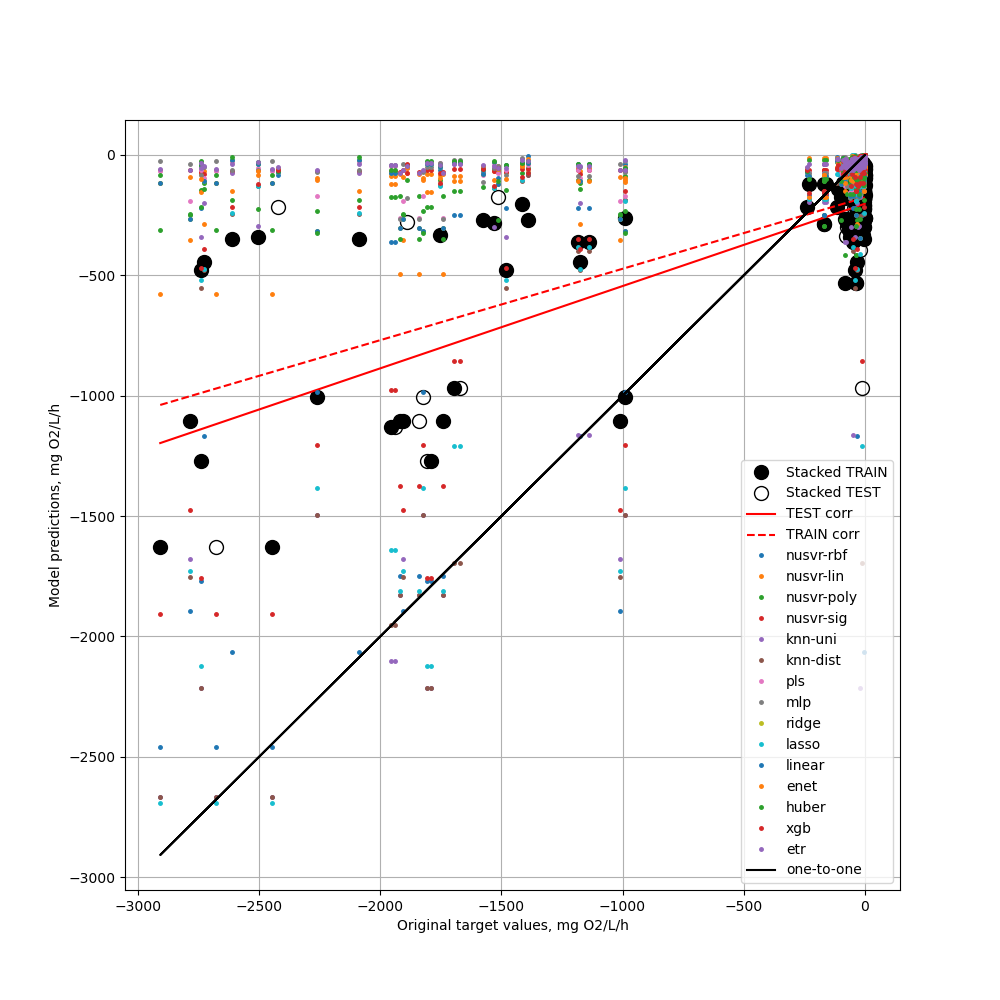 0
−500
−1000
−1500
−2000
−2500
−3000
Model predictions, mg O2/L/h
−3000 −2500 −2000 −1500 −1000 −500 0
Original target values, mg O2/L/h
Stacked TRAIN
Stacked TEST
TEST corr
TRAIN corr
nusvr-rbf
nusvr-lin
nusvr-poly
nusvr-sig
knn-uni
knn-dist
pls
mlp
ridge
lasso
linear
enet
huber
xgb
etr
one-to-one